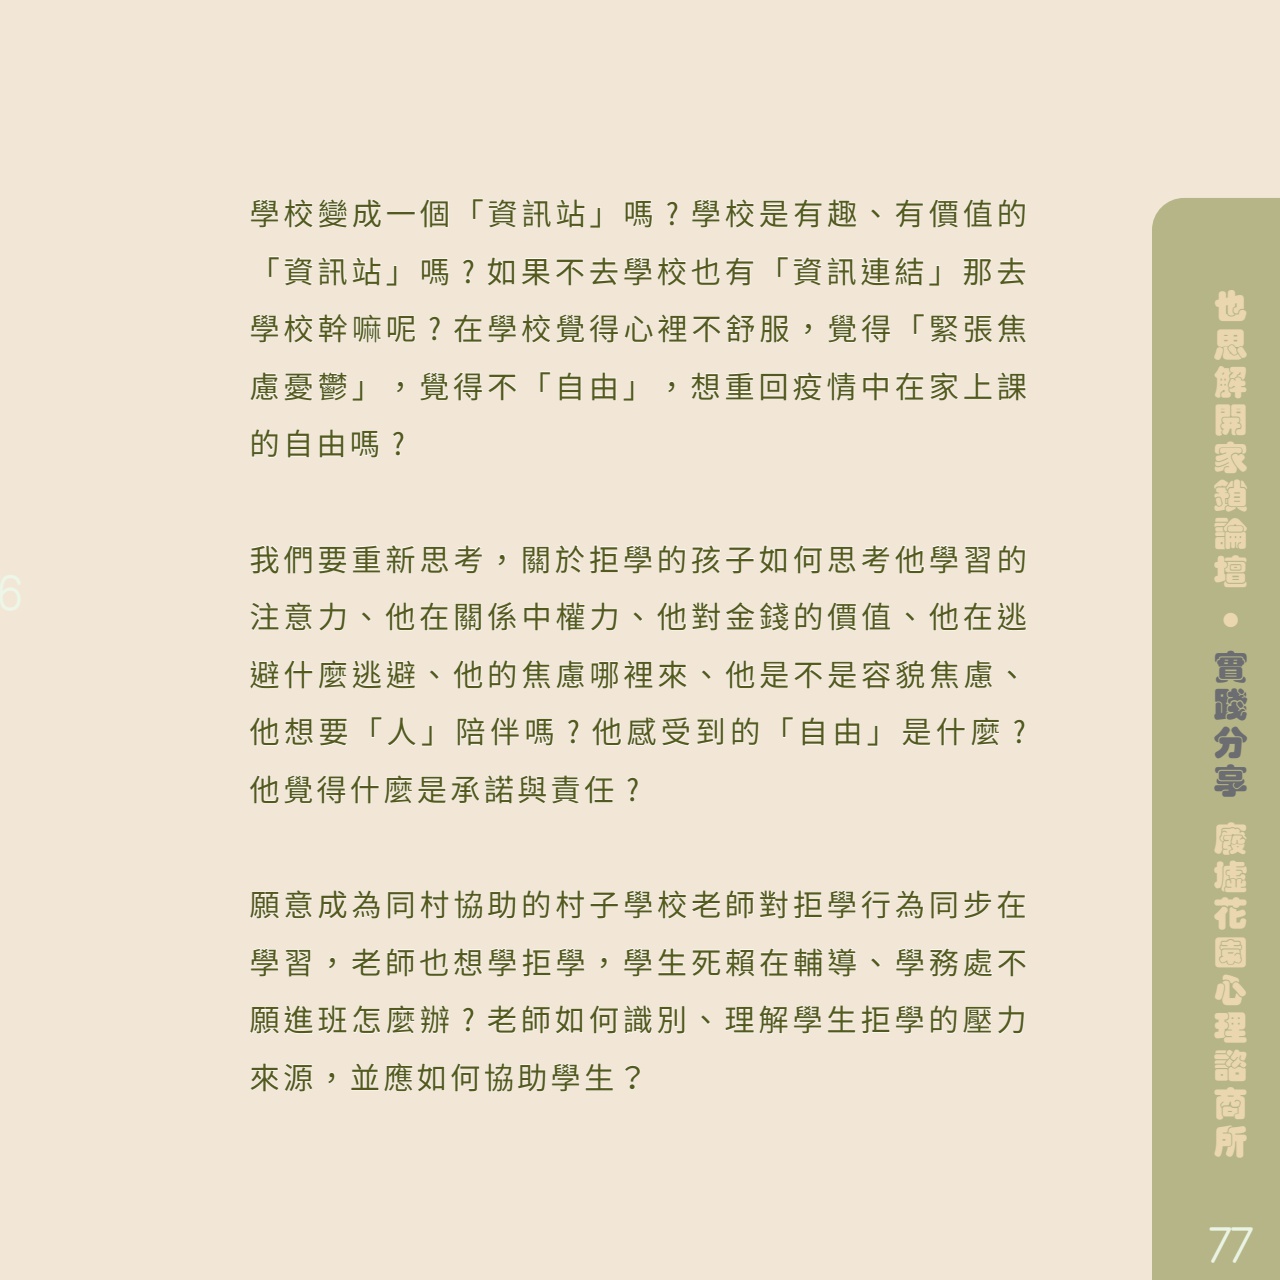 學校變成一個「資訊站」嗎?學校是有趣、有價值的
「資訊站」嗎?如果不去學校也有「資訊連結」那去
學校幹嘛呢?在學校覺得心裡不舒服，覺得「緊張焦
慮憂鬱」，覺得不「自由」，想重回疫情中在家上課
的自由嗎?
我們要重新思考，關於拒學的孩子如何思考他學習的
注意力、他在關係中權力、他對金錢的價值、他在逃
避什麼逃避、他的焦慮哪裡來、他是不是容貌焦慮、
他想要「人」陪伴嗎?他感受到的「自由」是什麼?
他覺得什麼是承諾與責任?
願意成為同村協助的村子學校老師對拒學行為同步在
學習，老師也想學拒學，學生死賴在輔導、學務處不
願進班怎麼辦?老師如何識別、理解學生拒學的壓力
來源，並應如何協助學生？
也思解開家鎖論壇●實踐分享 廢墟花園心理諮商所
6
77